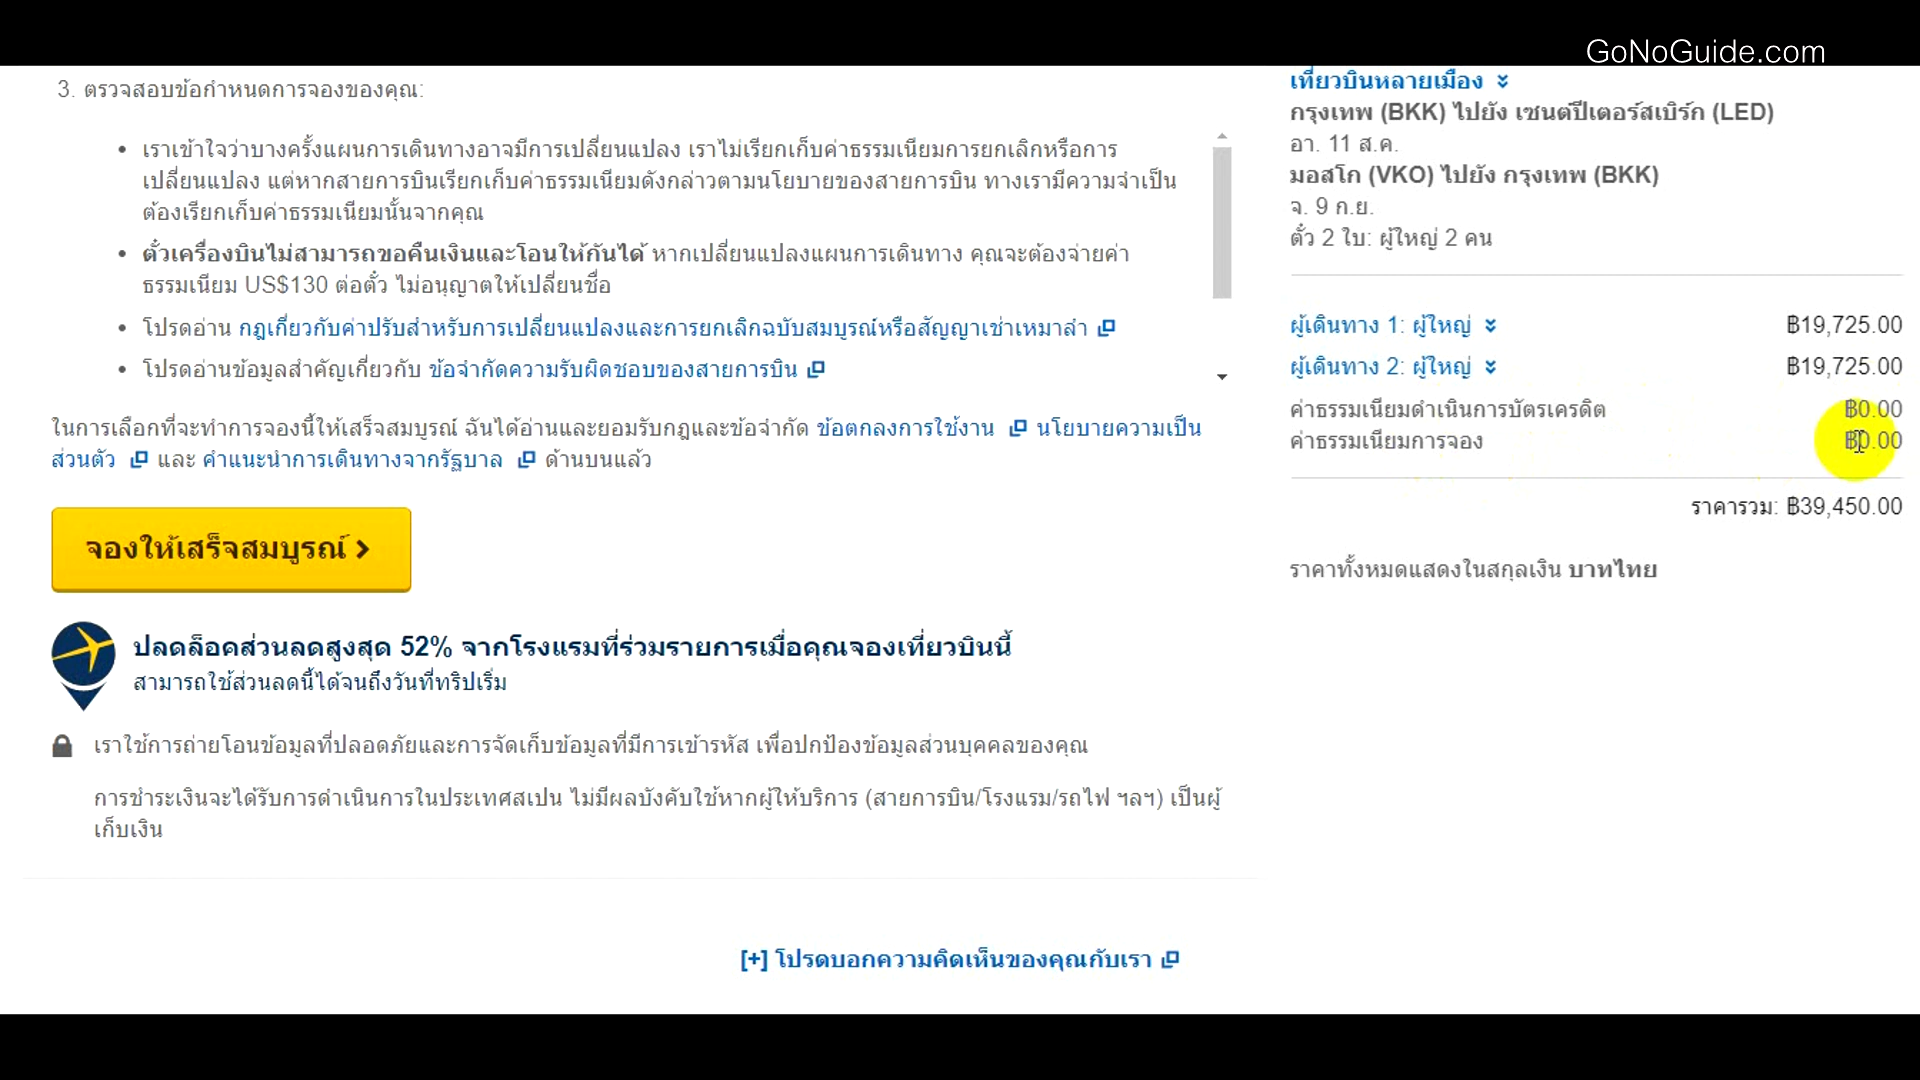 GoNoGuide.com
3. ตรวจสอบข้อกำหนดการจองของคุณ:
• เราเข้าใจว่าบางครั้งแผนการเดินทางอาจมีการเปลี่ยนแปลง เราไม่เรียกเก็บค่าธรรมเนียมการยกเลิกหรือการ
เปลี่ยนแปลง แต่หากสายการบินเรียกเก็บค่าธรรมเนียมดังกล่าวตามนโยบายของสายการบิน ทางเรามีความจำเป็น
ต้องเรียกเก็บค่าธรรมเนียมนั้นจากคุณ
• ตั๋วเครื่องบินไม่สามารถขอคืนเงินและโอนให้กันได้ หากเปลี่ยนแปลงแผนการเดินทาง คุณจะต้องจ่ายค่า
ธรรมเนียม US$130 ต่อตั๋ว ไม่อนุญาตให้เปลี่ยนชื่อ
• โปรดอ่าน กฎเกี่ยวกับค่าปรับสำหรับการเปลี่ยนแปลงและการยกเลิกฉบับสมบูรณ์หรือสัญญาเช่าเหมาลำ
• โปรดอ่านข้อมูลสำคัญเกี่ยวกับ ข้อจำกัดความรับผิดชอบของสายการบิน
ในการเลือกที่จะทำการจองนี้ให้เสร็จสมบูรณ์ ฉันได้อ่านและยอมรับกฎและข้อจำกัด ข้อตกลงการใช้งาน นโยบายความเป็น
ส่วนตัว และ คำแนะนำการเดินทางจากรัฐบาล ด้านบนแล้ว
จองให้เสร็จสมบูรณ์
ปลดล็อคส่วนลดสูงสุด 52% จากโรงแรมที่ร่วมรายการเมื่อคุณจองเที่ยวบินนี้
สามารถใช้ส่วนลดนี้ได้จนถึงวันที่ทริปเริ่ม
เราใช้การถ่ายโอนข้อมูลที่ปลอดภัยและการจัดเก็บข้อมูลที่มีการเข้ารหัส เพื่อปกป้องข้อมูลส่วนบุคคลของคุณ
การชำระเงินจะได้รับการดำเนินการในประเทศสเปน ไม่มีผลบังคับใช้หากผู้ให้บริการ (สายการบิน/โรงแรม/รถไฟ ฯลฯ) เป็นผู้
เก็บเงิน
[+] โปรดบอกความคิดเห็นของคุณกับเรา
เที่ยวบินหลายเมือง
กรุงเทพ (BKK) ไปยัง เซนต์ปีเตอร์สเบิร์ก (LED)
อา. 11 ส.ค.
มอสโก (VKO) ไปยัง กรุงเทพ (BKK)
จ. 9 ก.ย.
ตั๋ว 2 ใบ: ผู้ใหญ่ 2 คน
ผู้เดินทาง 1: ผู้ใหญ่ ฿19,725.00
ผู้เดินทาง 2: ผู้ใหญ่ ฿19,725.00
ค่าธรรมเนียมดำเนินการบัตรเครดิต ฿0.00
ค่าธรรมเนียมการจอง ฿0.00
ราคารวม: ฿39,450.00
ราคาทั้งหมดแสดงในสกุลเงิน บาทไทย